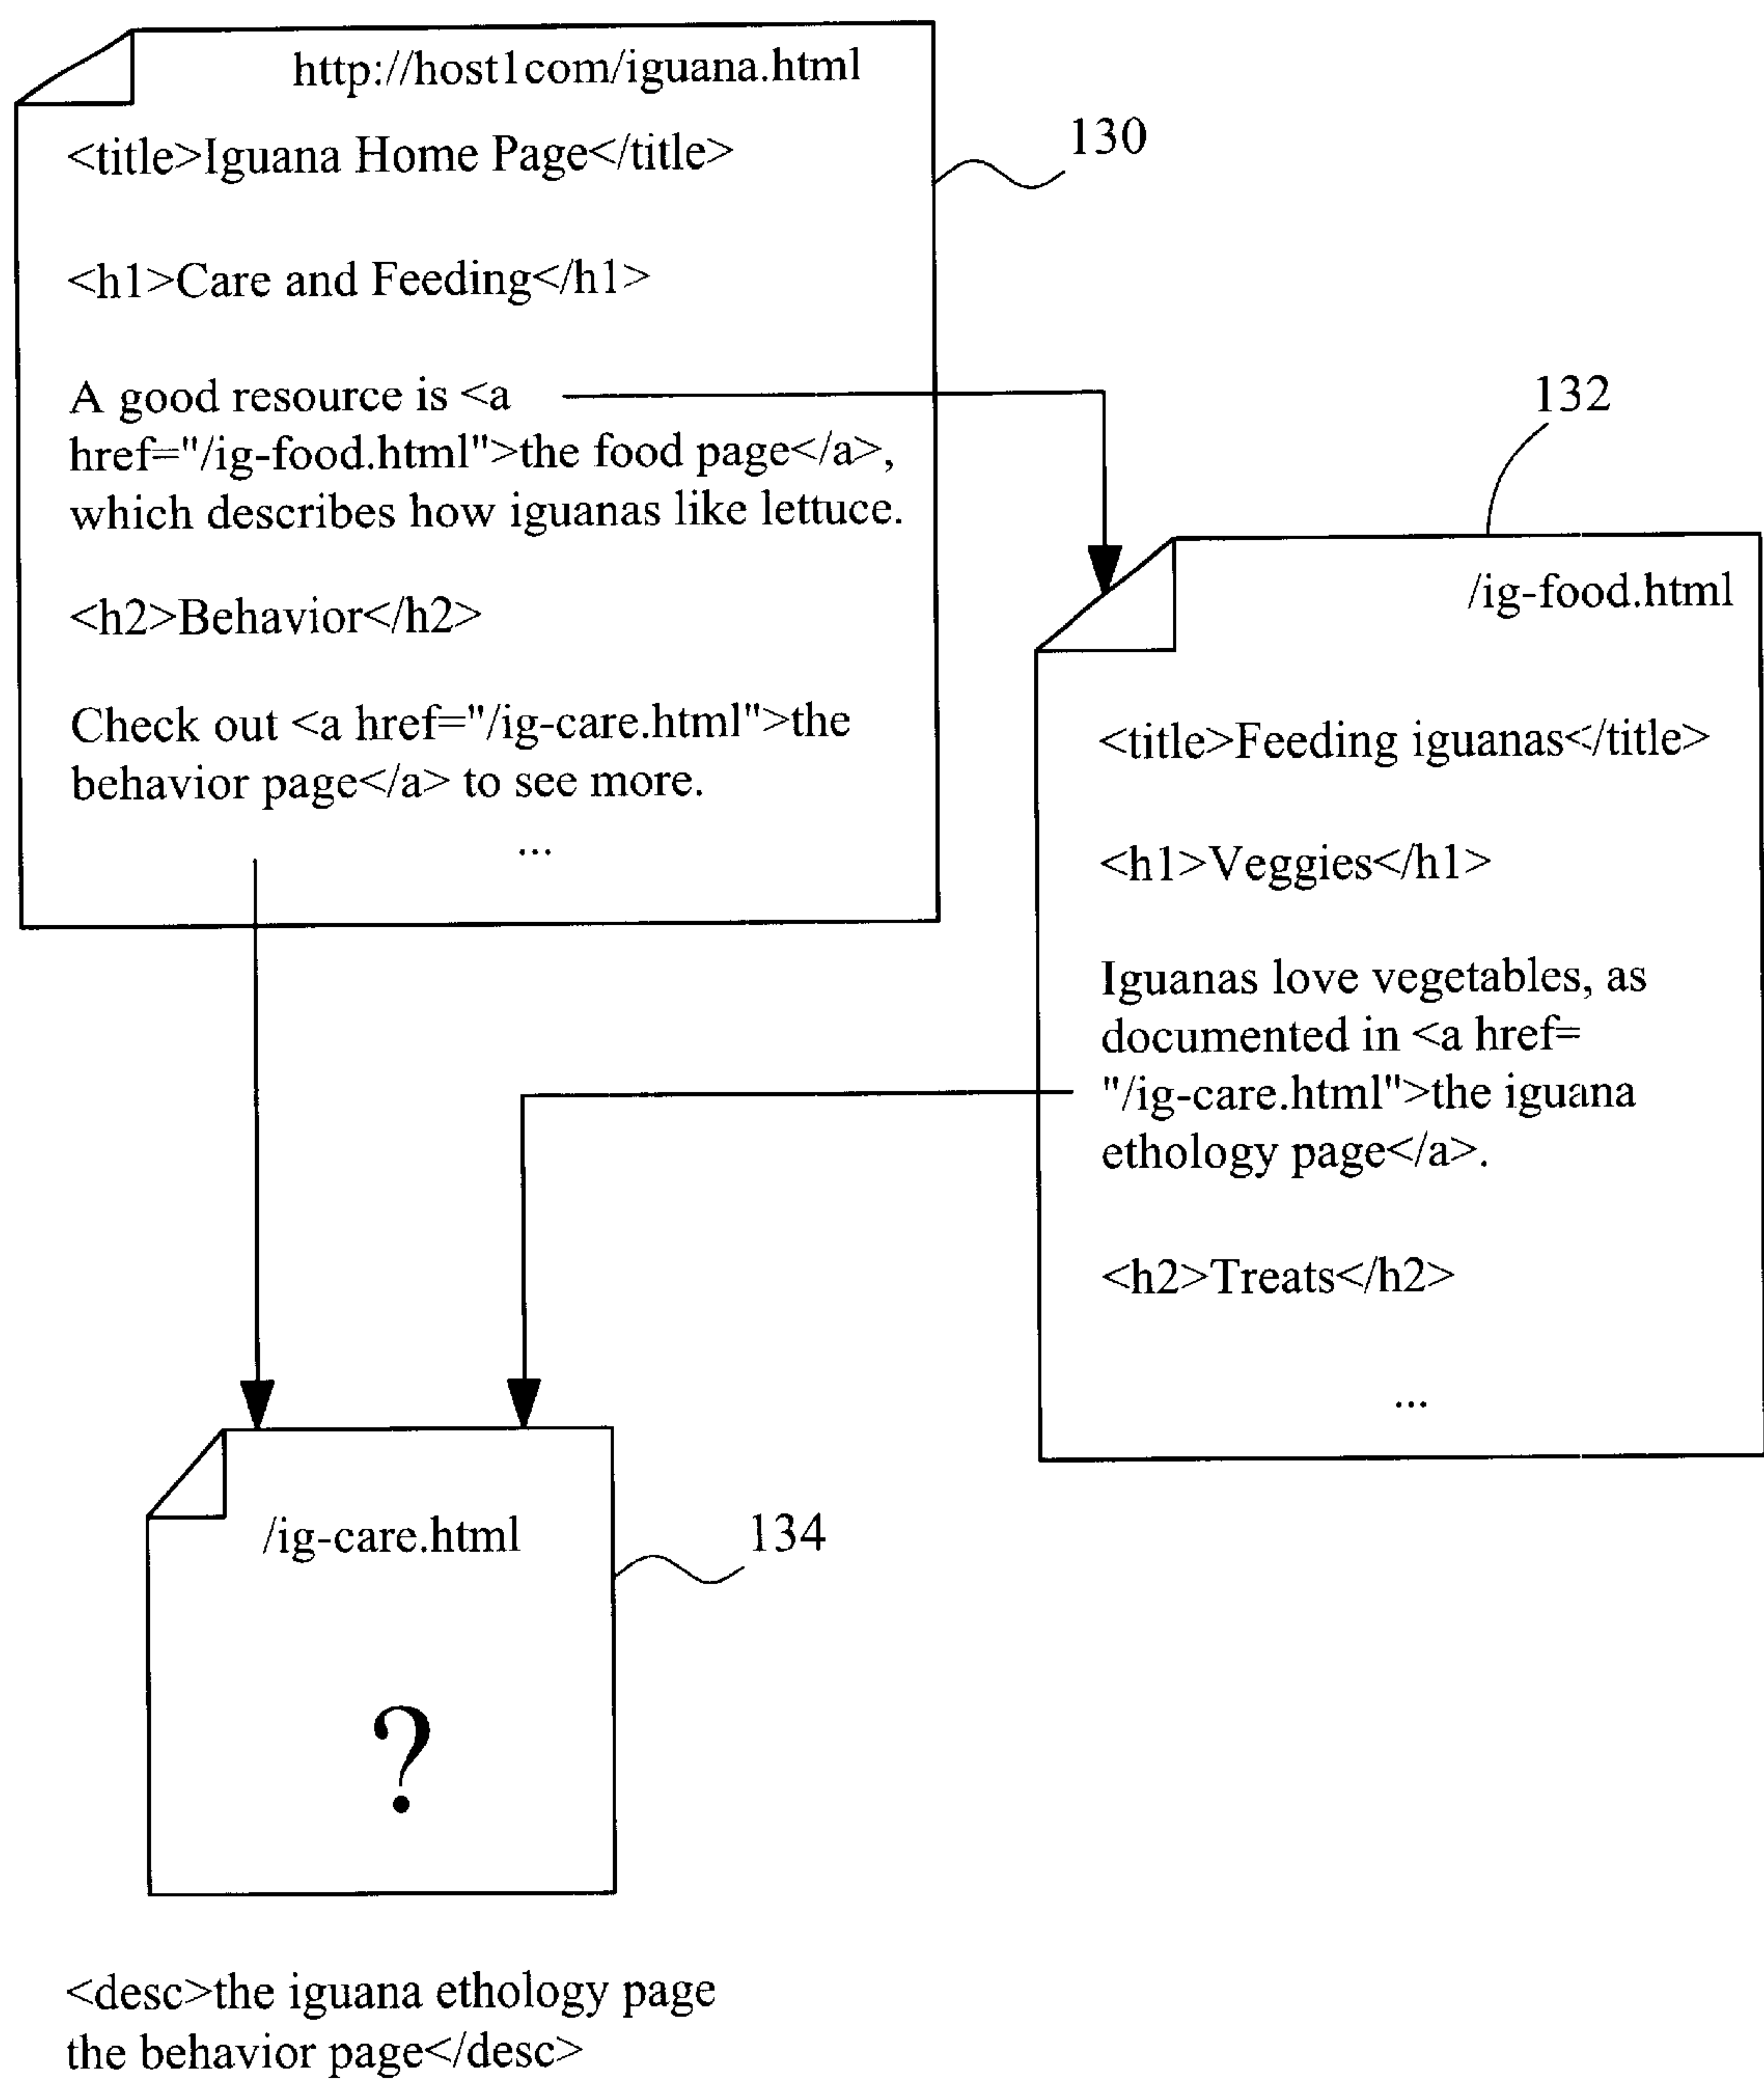 http://host1com/iguana.html
<title>Iguana Home Page</title>
130
<h1>Care and Feeding</h1>
A good resource is <a
href="/ig-food.html">the food page</a>,
which describes how iguanas like lettuce.
<h2>Behavior</h2>
Check out <a href="/ig-care.html">the
behavior page</a> to see more.
...
132
/ig-food.html
<title>Feeding iguanas</title>
<h1>Veggies</h1>
Iguanas love vegetables, as
documented in <a href=
"/ig-care.html">the iguana
ethology page</a>.
<h2>Treats</h2>
...
/ig-care.html
134
?
<desc>the iguana ethology page
the behavior page</desc>